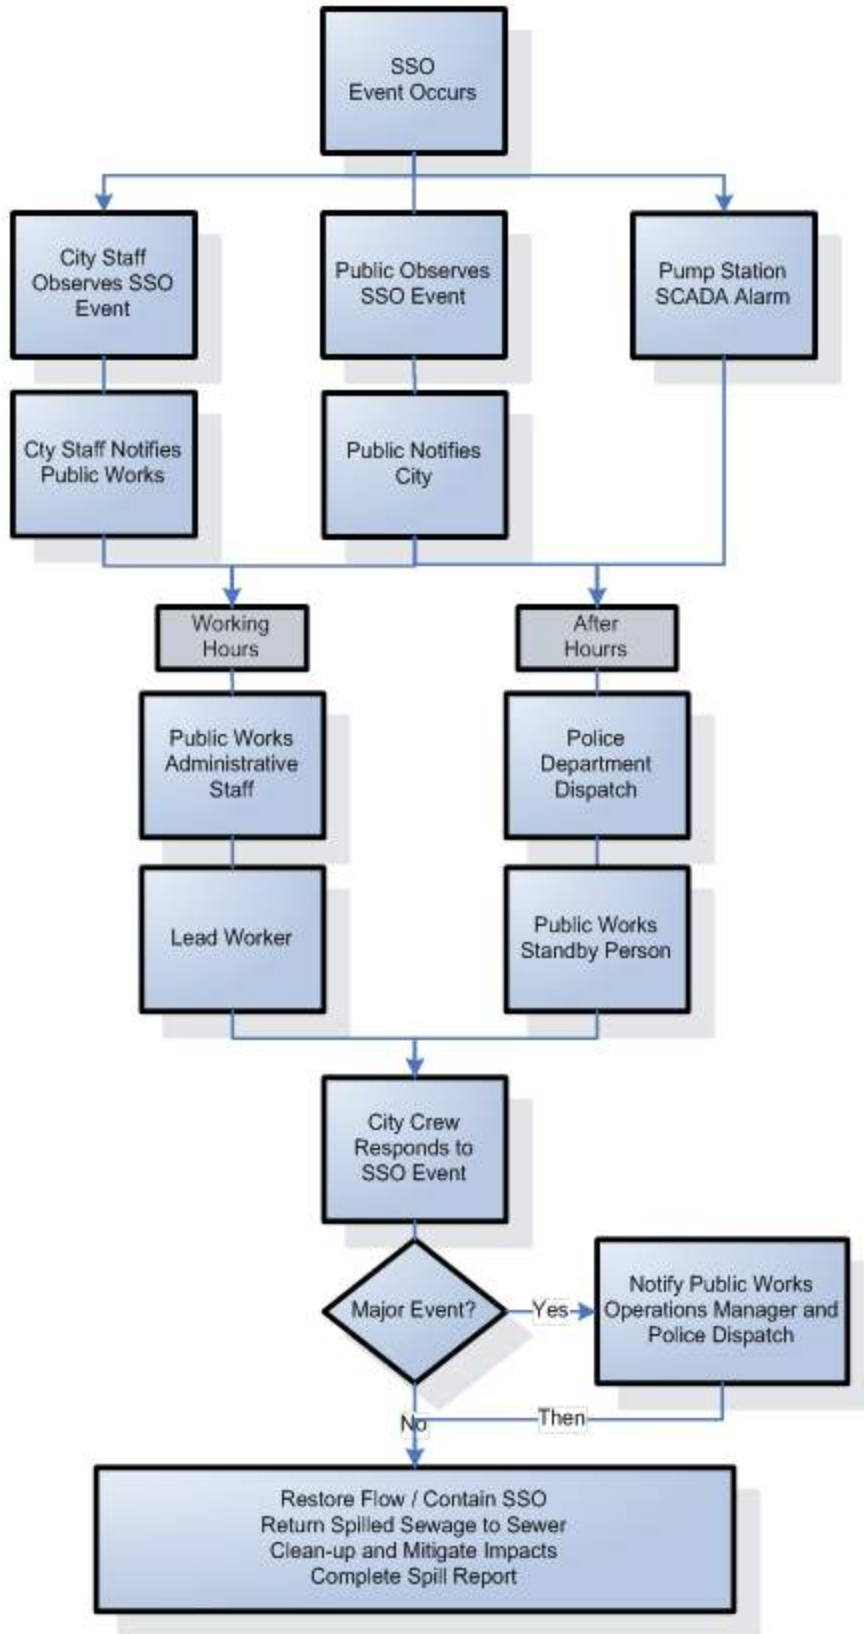 SSO
Event Occurs
City Staff
Observes SSO
Event
Public Observes
SSO Event
Pump Station
SCADA Alarm
Cty Staff Notifies
Public Works
Public Notifies
City
Working
Hours
After
Hourrs
Public Works
Administrative
Staff
Police
Department
Dispatch
Lead Worker
Public Works
Standby Person
City Crew
Responds to
SSO Event
Major Event?
Yes
Notify Public Works
Operations Manager and
Police Dispatch
No
Then
Restore Flow / Contain SSO
Return Spilled Sewage to Sewer
Clean-up and Mitigate Impacts
Complete Spill Report